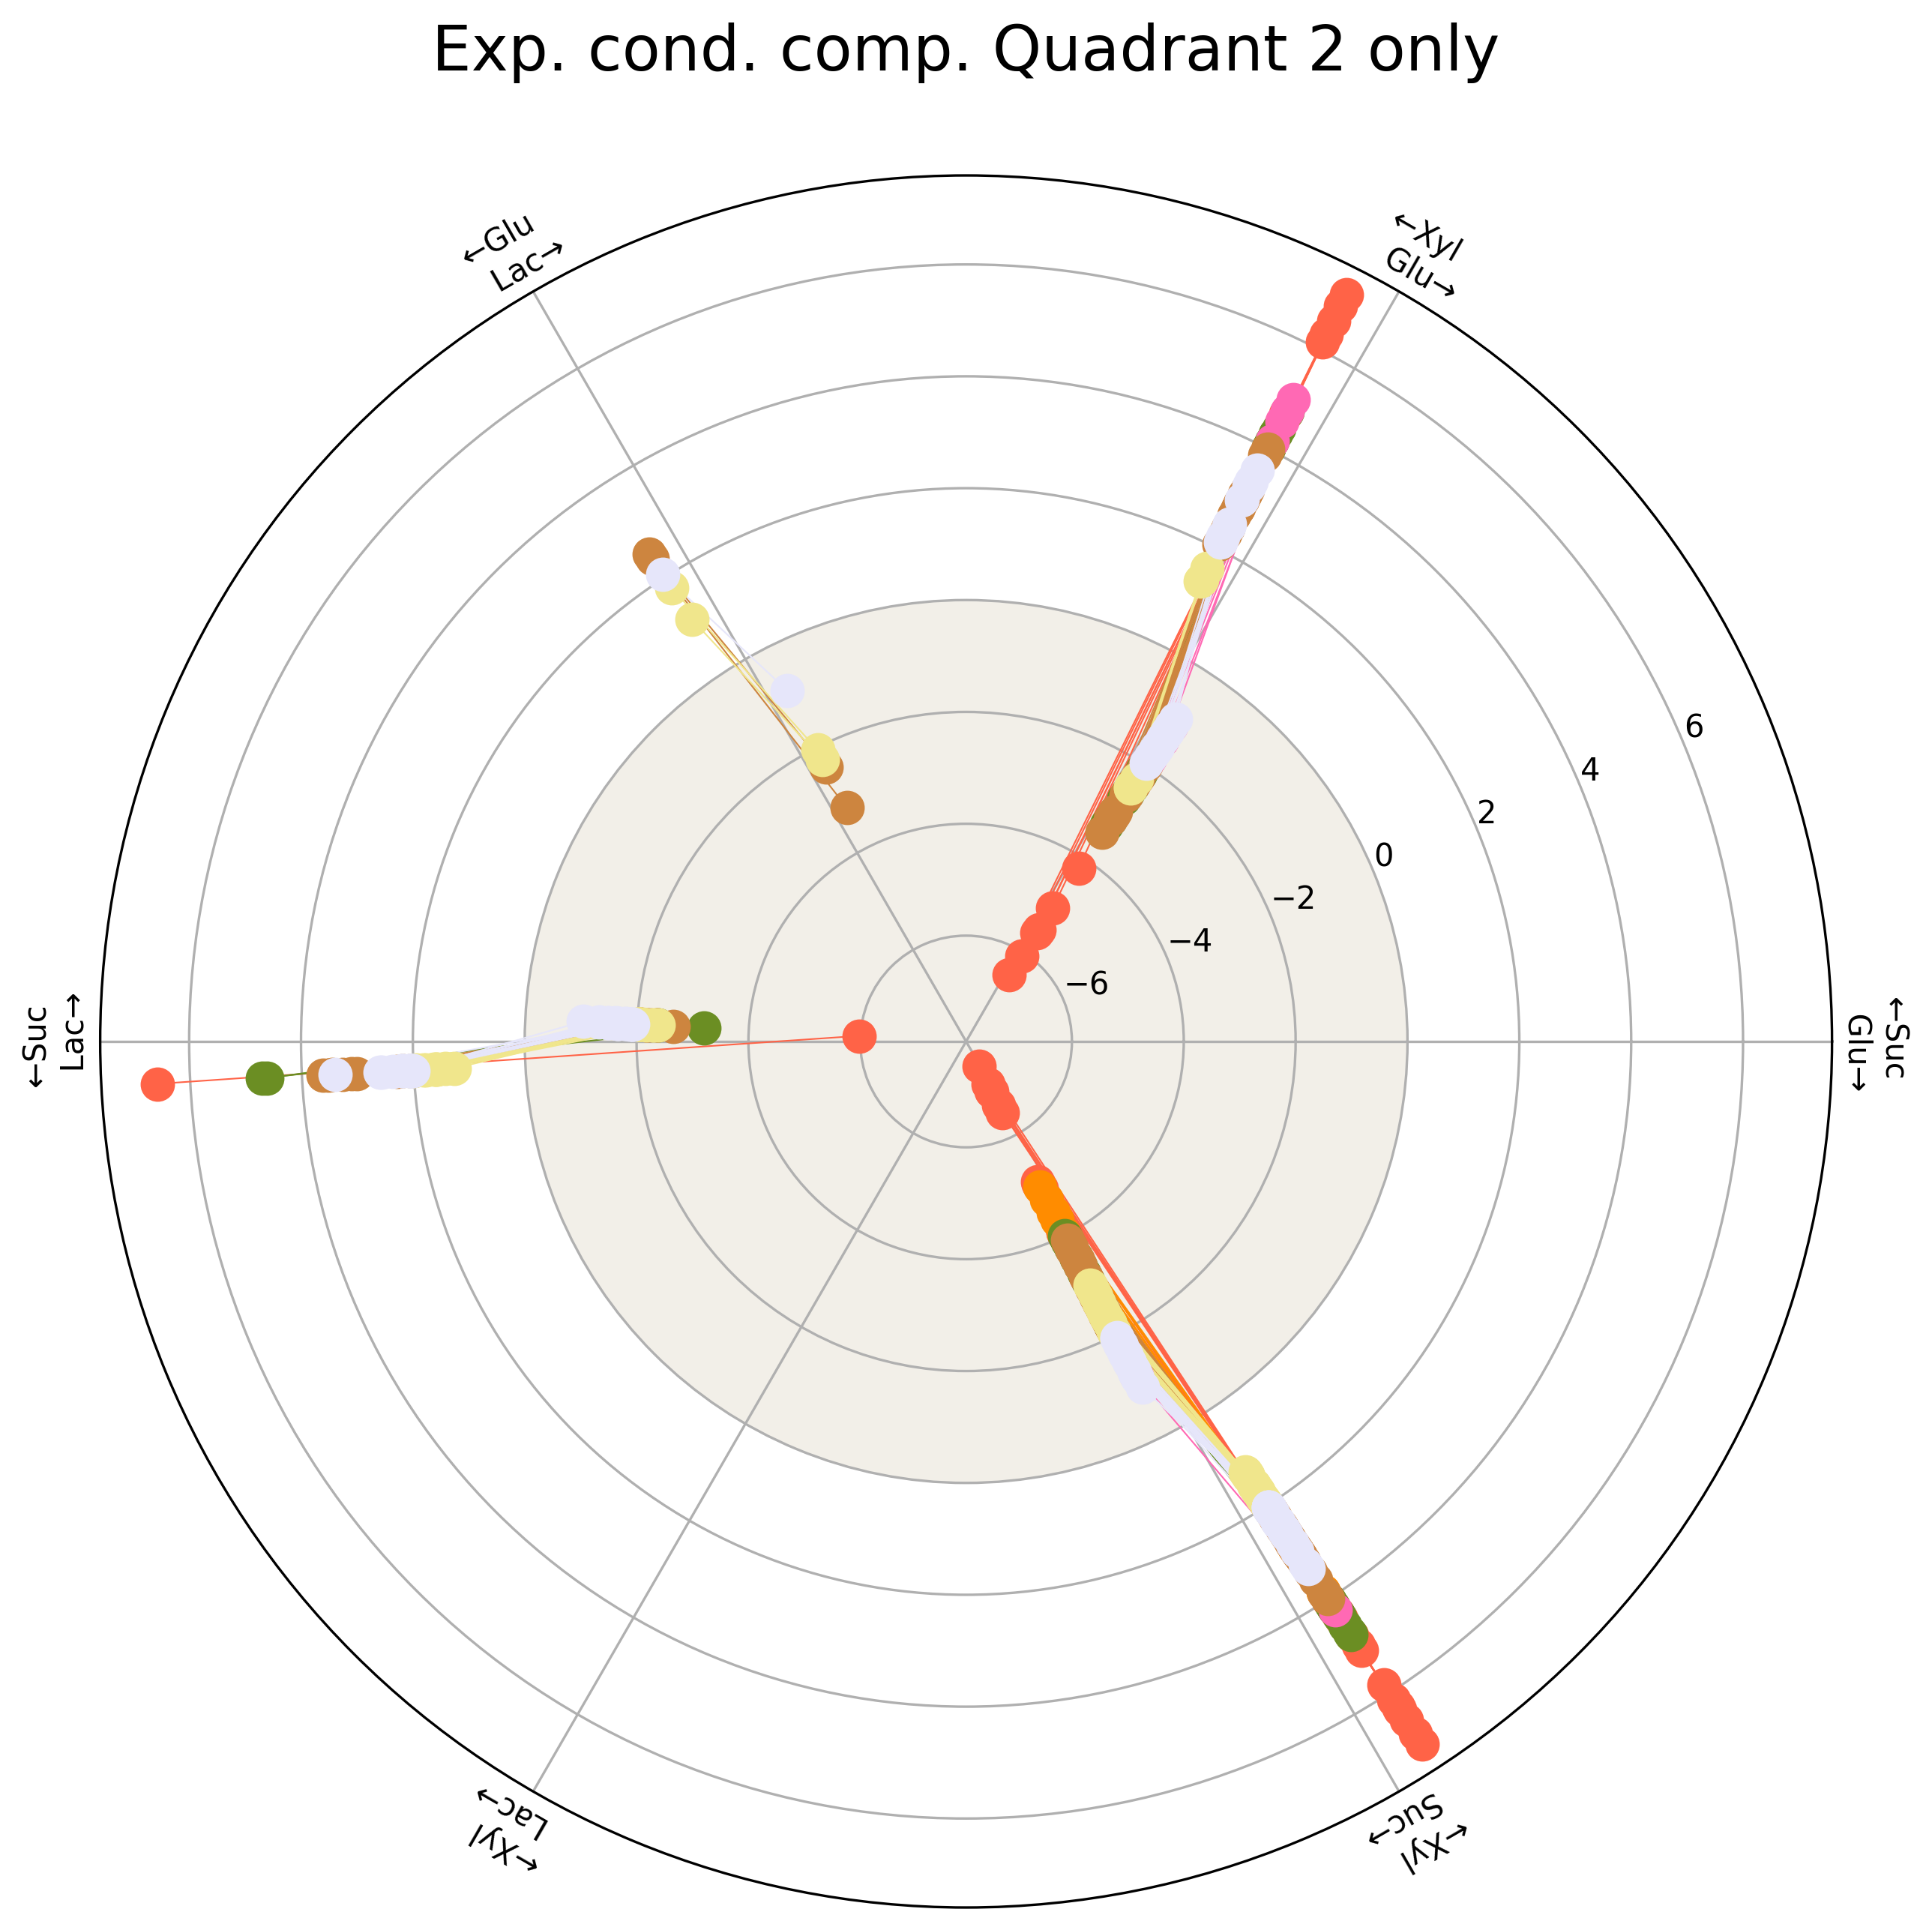 Exp. cond. comp. Quadrant 2 only
←Glu
Lac→
←Xyl
Glu→
6
4
2
0
−2
−4
−6
←Suc
Lac→
←Suc
Glu→
←Xyl
Lac→
←Xyl
Suc→